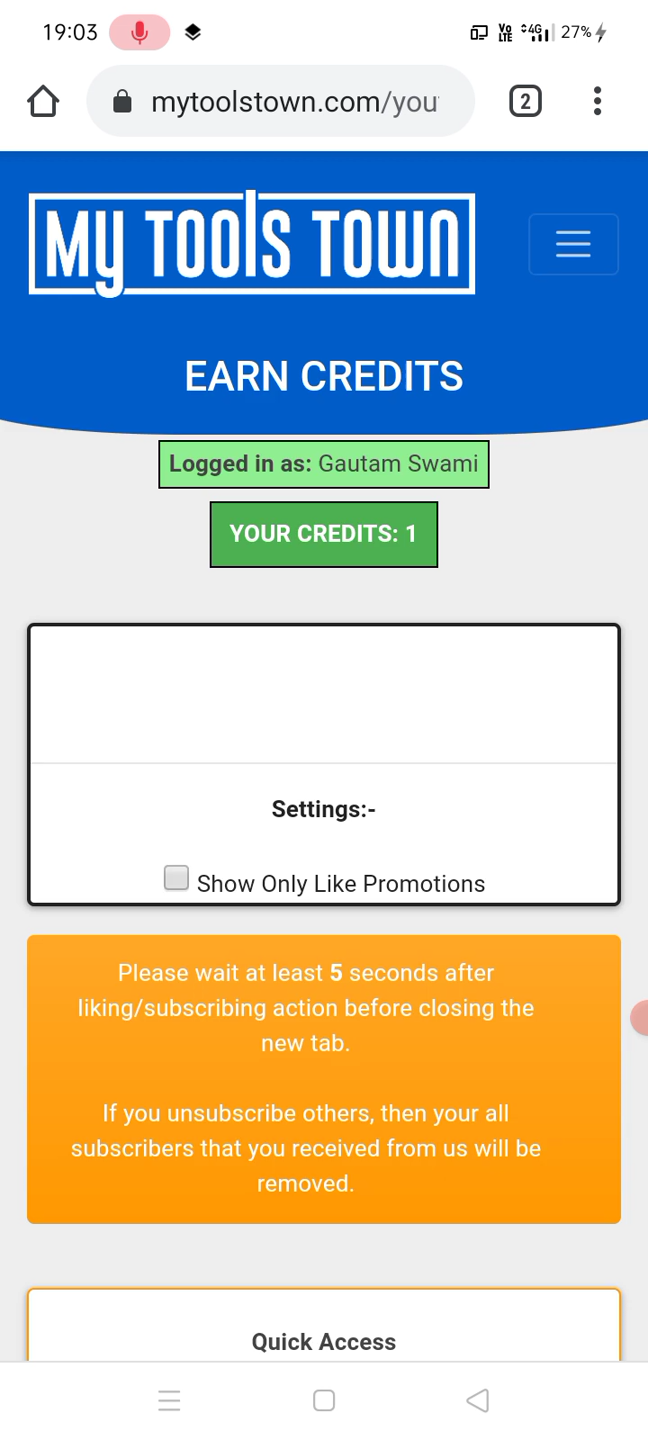 19:03
Vo LTE 4G 27%
mytoolstown.com/you
2
My Tools Town
EARN CREDITS
Logged in as: Gautam Swami
YOUR CREDITS: 1
Settings:-
Show Only Like Promotions
Please wait at least 5 seconds after
liking/subscribing action before closing the
new tab.
If you unsubscribe others, then your all
subscribers that you received from us will be
removed.
Quick Access